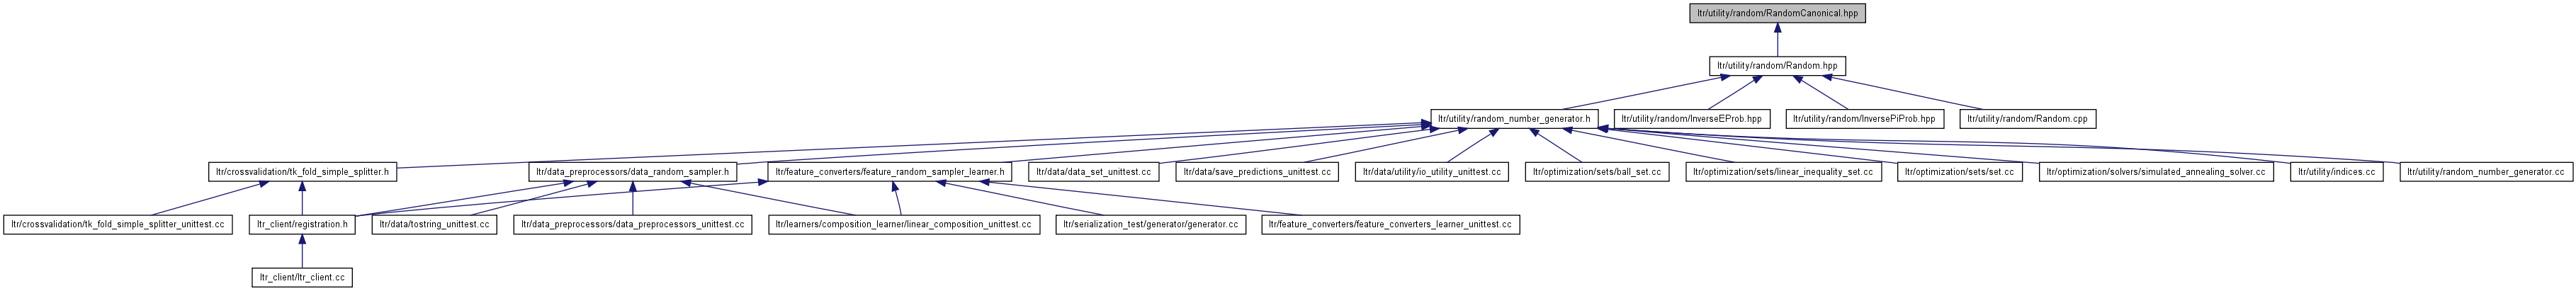 ltr/utility/random/RandomCanonical.hpp
ltr/utility/random/Random.hpp
ltr/utility/random_number_generator.h
ltr/utility/random/InverseEProb.hpp
ltr/utility/random/InversePiProb.hpp
ltr/utility/random/Random.cpp
ltr/crossvalidation/tk_fold_simple_splitter.h
ltr/data_preprocessors/data_random_sampler.h
ltr/feature_converters/feature_random_sampler_learner.h
ltr/data/data_set_unittest.cc
ltr/data/save_predictions_unittest.cc
ltr/data/utility/io_utility_unittest.cc
ltr/optimization/sets/ball_set.cc
ltr/optimization/sets/linear_inequality_set.cc
ltr/optimization/sets/set.cc
ltr/optimization/solvers/simulated_annealing_solver.cc
ltr/utility/indices.cc
ltr/utility/random_number_generator.cc
ltr/crossvalidation/tk_fold_simple_splitter_unittest.cc
ltr_client/registration.h
ltr/data/tostring_unittest.cc
ltr/data_preprocessors/data_preprocessors_unittest.cc
ltr/learners/composition_learner/linear_composition_unittest.cc
ltr/serialization_test/generator/generator.cc
ltr/feature_converters/feature_converters_learner_unittest.cc
ltr_client/ltr_client.cc